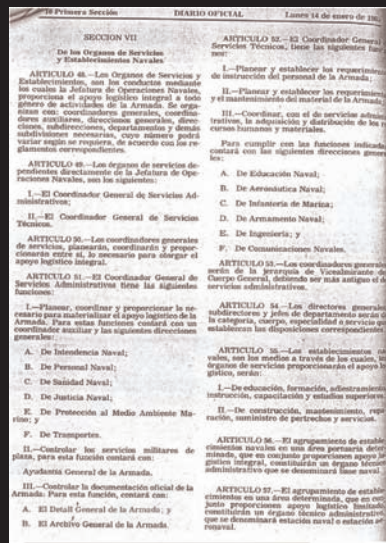 10 Primera Sección
DIARIO OFICIAL
Lunes 14 de enero de
SECCION VII
De los Organos de Servicios
y Establecimientos Navales
ARTICULO 48.—Los Organos de Servicios y
Establecimientos, son los conductos mediante
los cuales la Jefatura de Operaciones Navales,
proporciona el apoyo logístico integral a todo
género de actividades de la Armada. Se orga-
nizan con: coordinadores generales, coordina-
dores auxiliares, direcciones generales, direc-
ciones, subdirecciones, departamentos y demás
subdivisiones necesarias, cuyo número podrá
variar según se requiera, de acuerdo con los re-
glamentos correspondientes.
ARTICULO 49.—Los órganos de servicios de-
pendientes directamente de la Jefatura de Ope-
raciones Navales, son los siguientes:
I.—El Coordinador General de Servicios Ad-
ministrativos;
II.—El Coordinador General de Servicios
Técnicos.
ARTICULO 50.—Los coordinadores generales
de servicios, planearán, coordinarán y propor-
cionarán entre sí, lo necesario para otorgar el
apoyo logístico integral.
ARTICULO 51.—El Coordinador General de
Servicios Administrativos tiene las siguientes
funciones:
I.—Planear, coordinar y proporcionar lo ne-
cesario para materializar el apoyo logístico de la
Armada. Para estas funciones contará con un
coordinador auxiliar y las siguientes direcciones
generales:
A. De Intendencia Naval;
B. De Personal Naval;
C. De Sanidad Naval;
D. De Justicia Naval;
E. De Protección al Medio Ambiente Ma-
rino; y
F. De Transportes.
II.—Controlar los servicios militares de
plaza, para esta función contará con:
Ayudantía General de la Armada.
III.—Controlar la documentación oficial de la
Armada. Para esta función, contará con:
A. El Detall General de la Armada; y
B. El Archivo General de la Armada.
ARTICULO 52.—El Coordinador General
Servicios Técnicos, tiene las siguientes
I.—Planear y establecer los requerimien
de instrucción del personal de la Armada;
II.—Planear y establecer los requerimien
y el mantenimiento del material de la Armada;
III.—Coordinar, con el de servicios adminis
trativos, la adquisición y distribución de los
cursos humanos y materiales.
Para cumplir con las funciones indicadas
contará con las siguientes direcciones gener
les:
A. De Educación Naval;
B. De Aeronáutica Naval;
C. De Infantería de Marina;
D. De Armamento Naval;
E. De Ingeniería; y
F. De Comunicaciones Navales.
ARTICULO 53.—Los coordinadores generales
serán de la jerarquía de Vicealmirante de
Cuerpo General, debiendo ser más antiguo el de
servicios administrativos.
ARTICULO 54.—Los directores generales
subdirectores y jefes de departamento serán de
la categoría, cuerpo, especialidad o servicio que
establezcan las disposiciones correspondientes.
ARTICULO 55.—Los establecimientos na
vales, son los medios a través de los cuales, los
órganos de servicios proporcionarán el apoyo lo
gístico, serán:
I.—De educación, formación, adiestramiento
instrucción, capacitación y estudios superiores.
II.—De construcción, mantenimiento, repa
ración, suministro de pertrechos y servicios.
ARTICULO 56.—El agrupamiento de estable
cimientos navales en una área portuaria deter
minada, que en conjunto proporcionen apoyo lo
gístico integral, constituirán un órgano técnico
administrativo que se denominará base naval.
ARTICULO 57.—El agrupamiento de estable
cimientos en una área determinada, que en con
junto proporcionen apoyo logístico limitado
constituirán un órgano técnico administrativo
que se denominará estación naval o estación ae
ronaval.